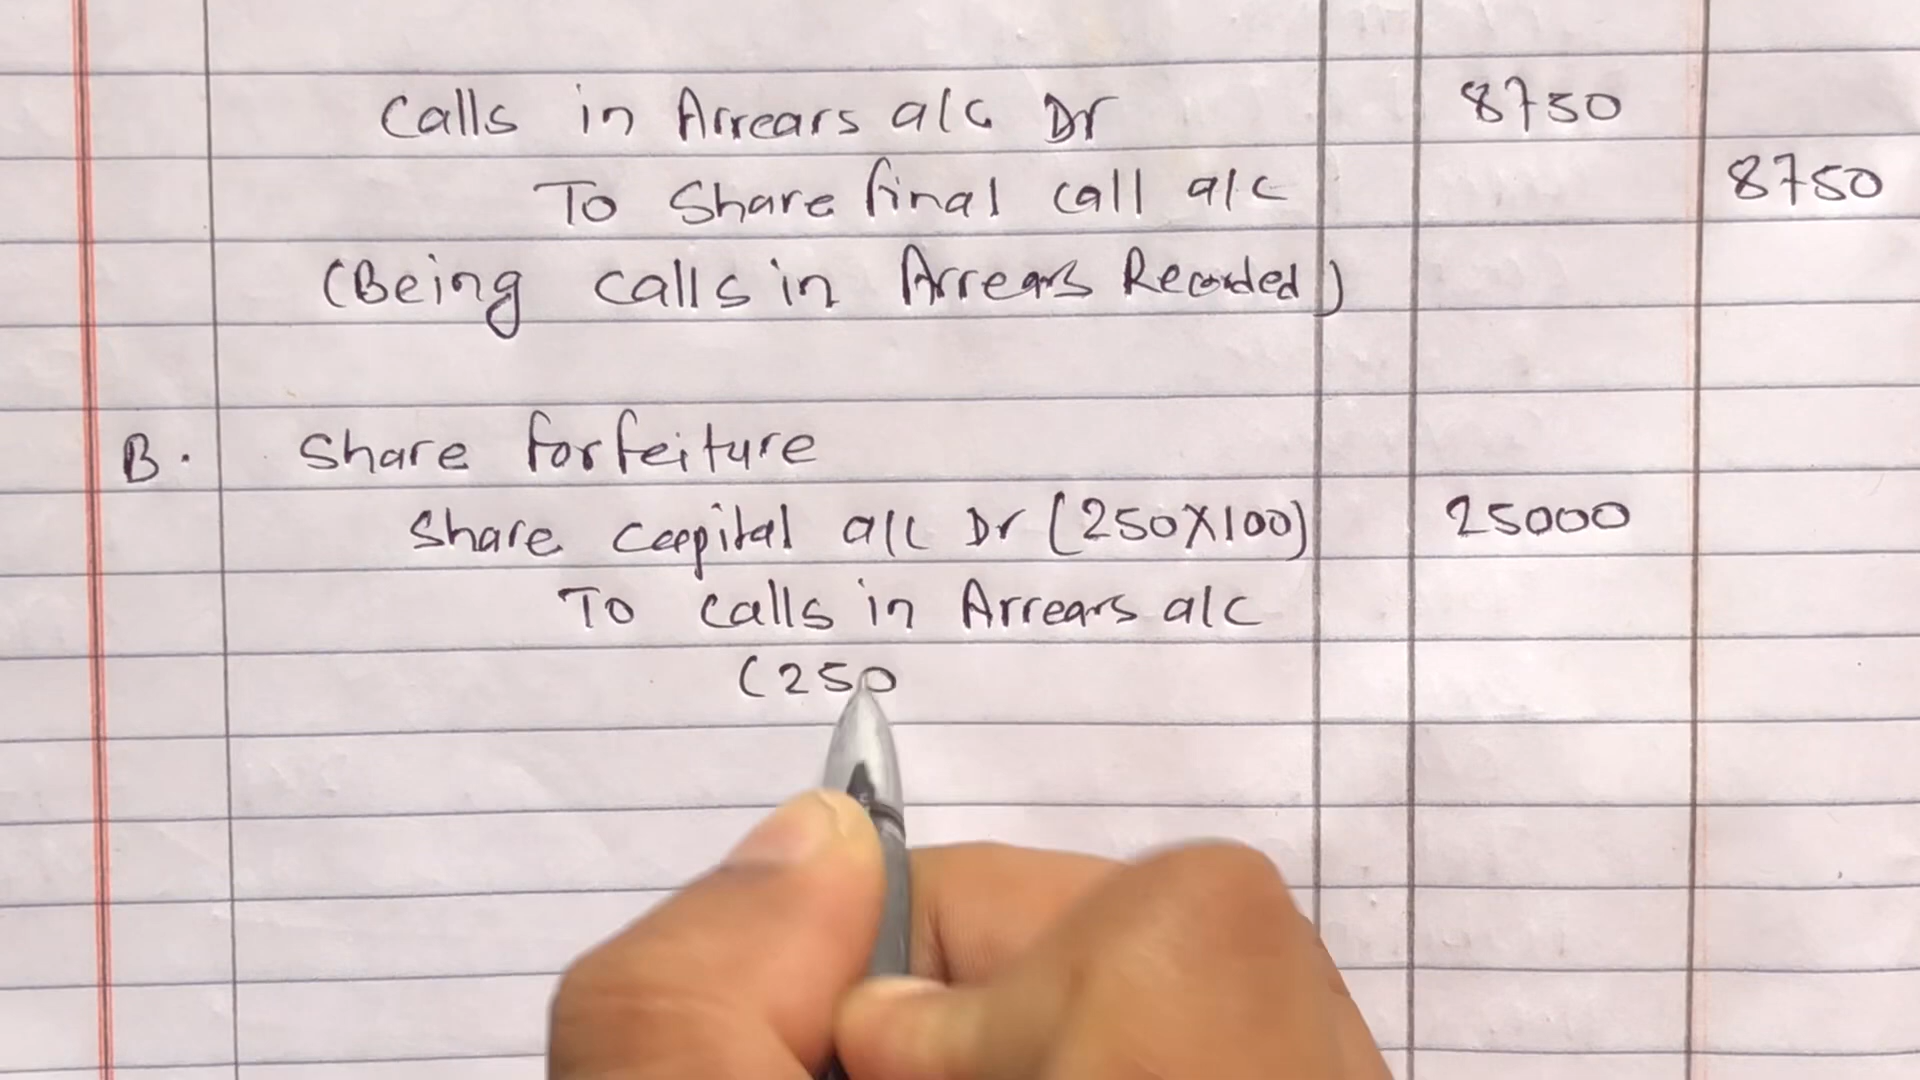 Calls in Arrears a/c Dr 8750
To Share final call a/c 8750
(Being calls in Arrears Recorded)
B. Share forfeiture
Share capital a/c Dr (250X100) 25000
To calls in Arrears a/c
(250